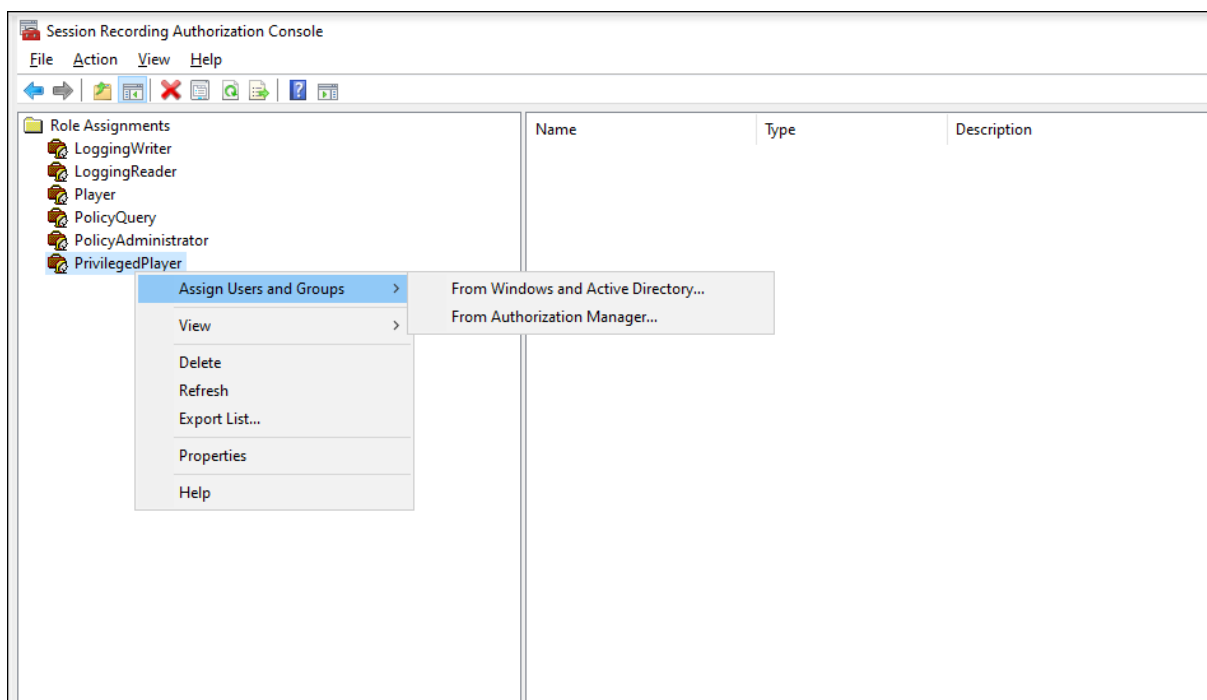 Session Recording Authorization Console
File Action View Help
Role Assignments
LoggingWriter
LoggingReader
Player
PolicyQuery
PolicyAdministrator
PrivilegedPlayer
Name Type Description
Assign Users and Groups
View
Delete
Refresh
Export List...
Properties
Help
From Windows and Active Directory...
From Authorization Manager...